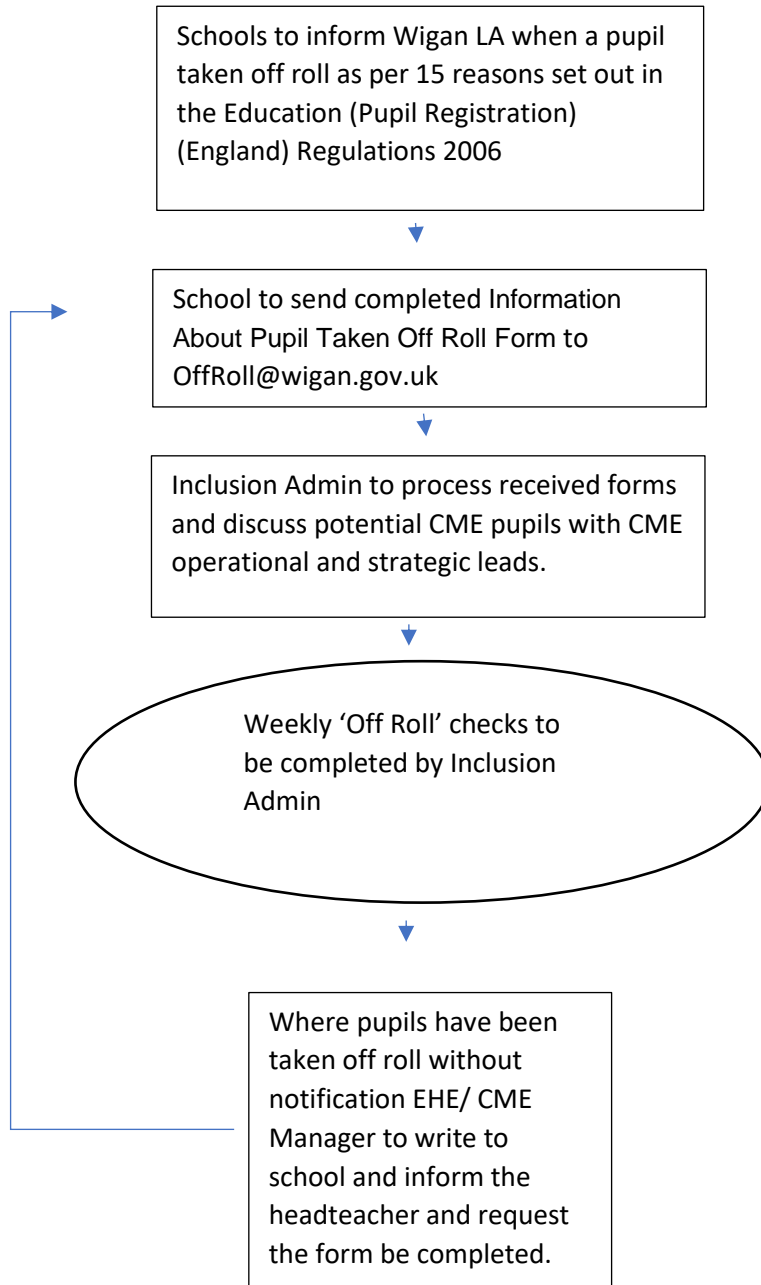 Schools to inform Wigan LA when a pupil
taken off roll as per 15 reasons set out in
the Education (Pupil Registration)
(England) Regulations 2006
School to send completed Information
About Pupil Taken Off Roll Form to
OffRoll@wigan.gov.uk
Inclusion Admin to process received forms
and discuss potential CME pupils with CME
operational and strategic leads.
Weekly ‘Off Roll’ checks to
be completed by Inclusion
Admin
Where pupils have been
taken off roll without
notification EHE/ CME
Manager to write to
school and inform the
headteacher and request
the form be completed.